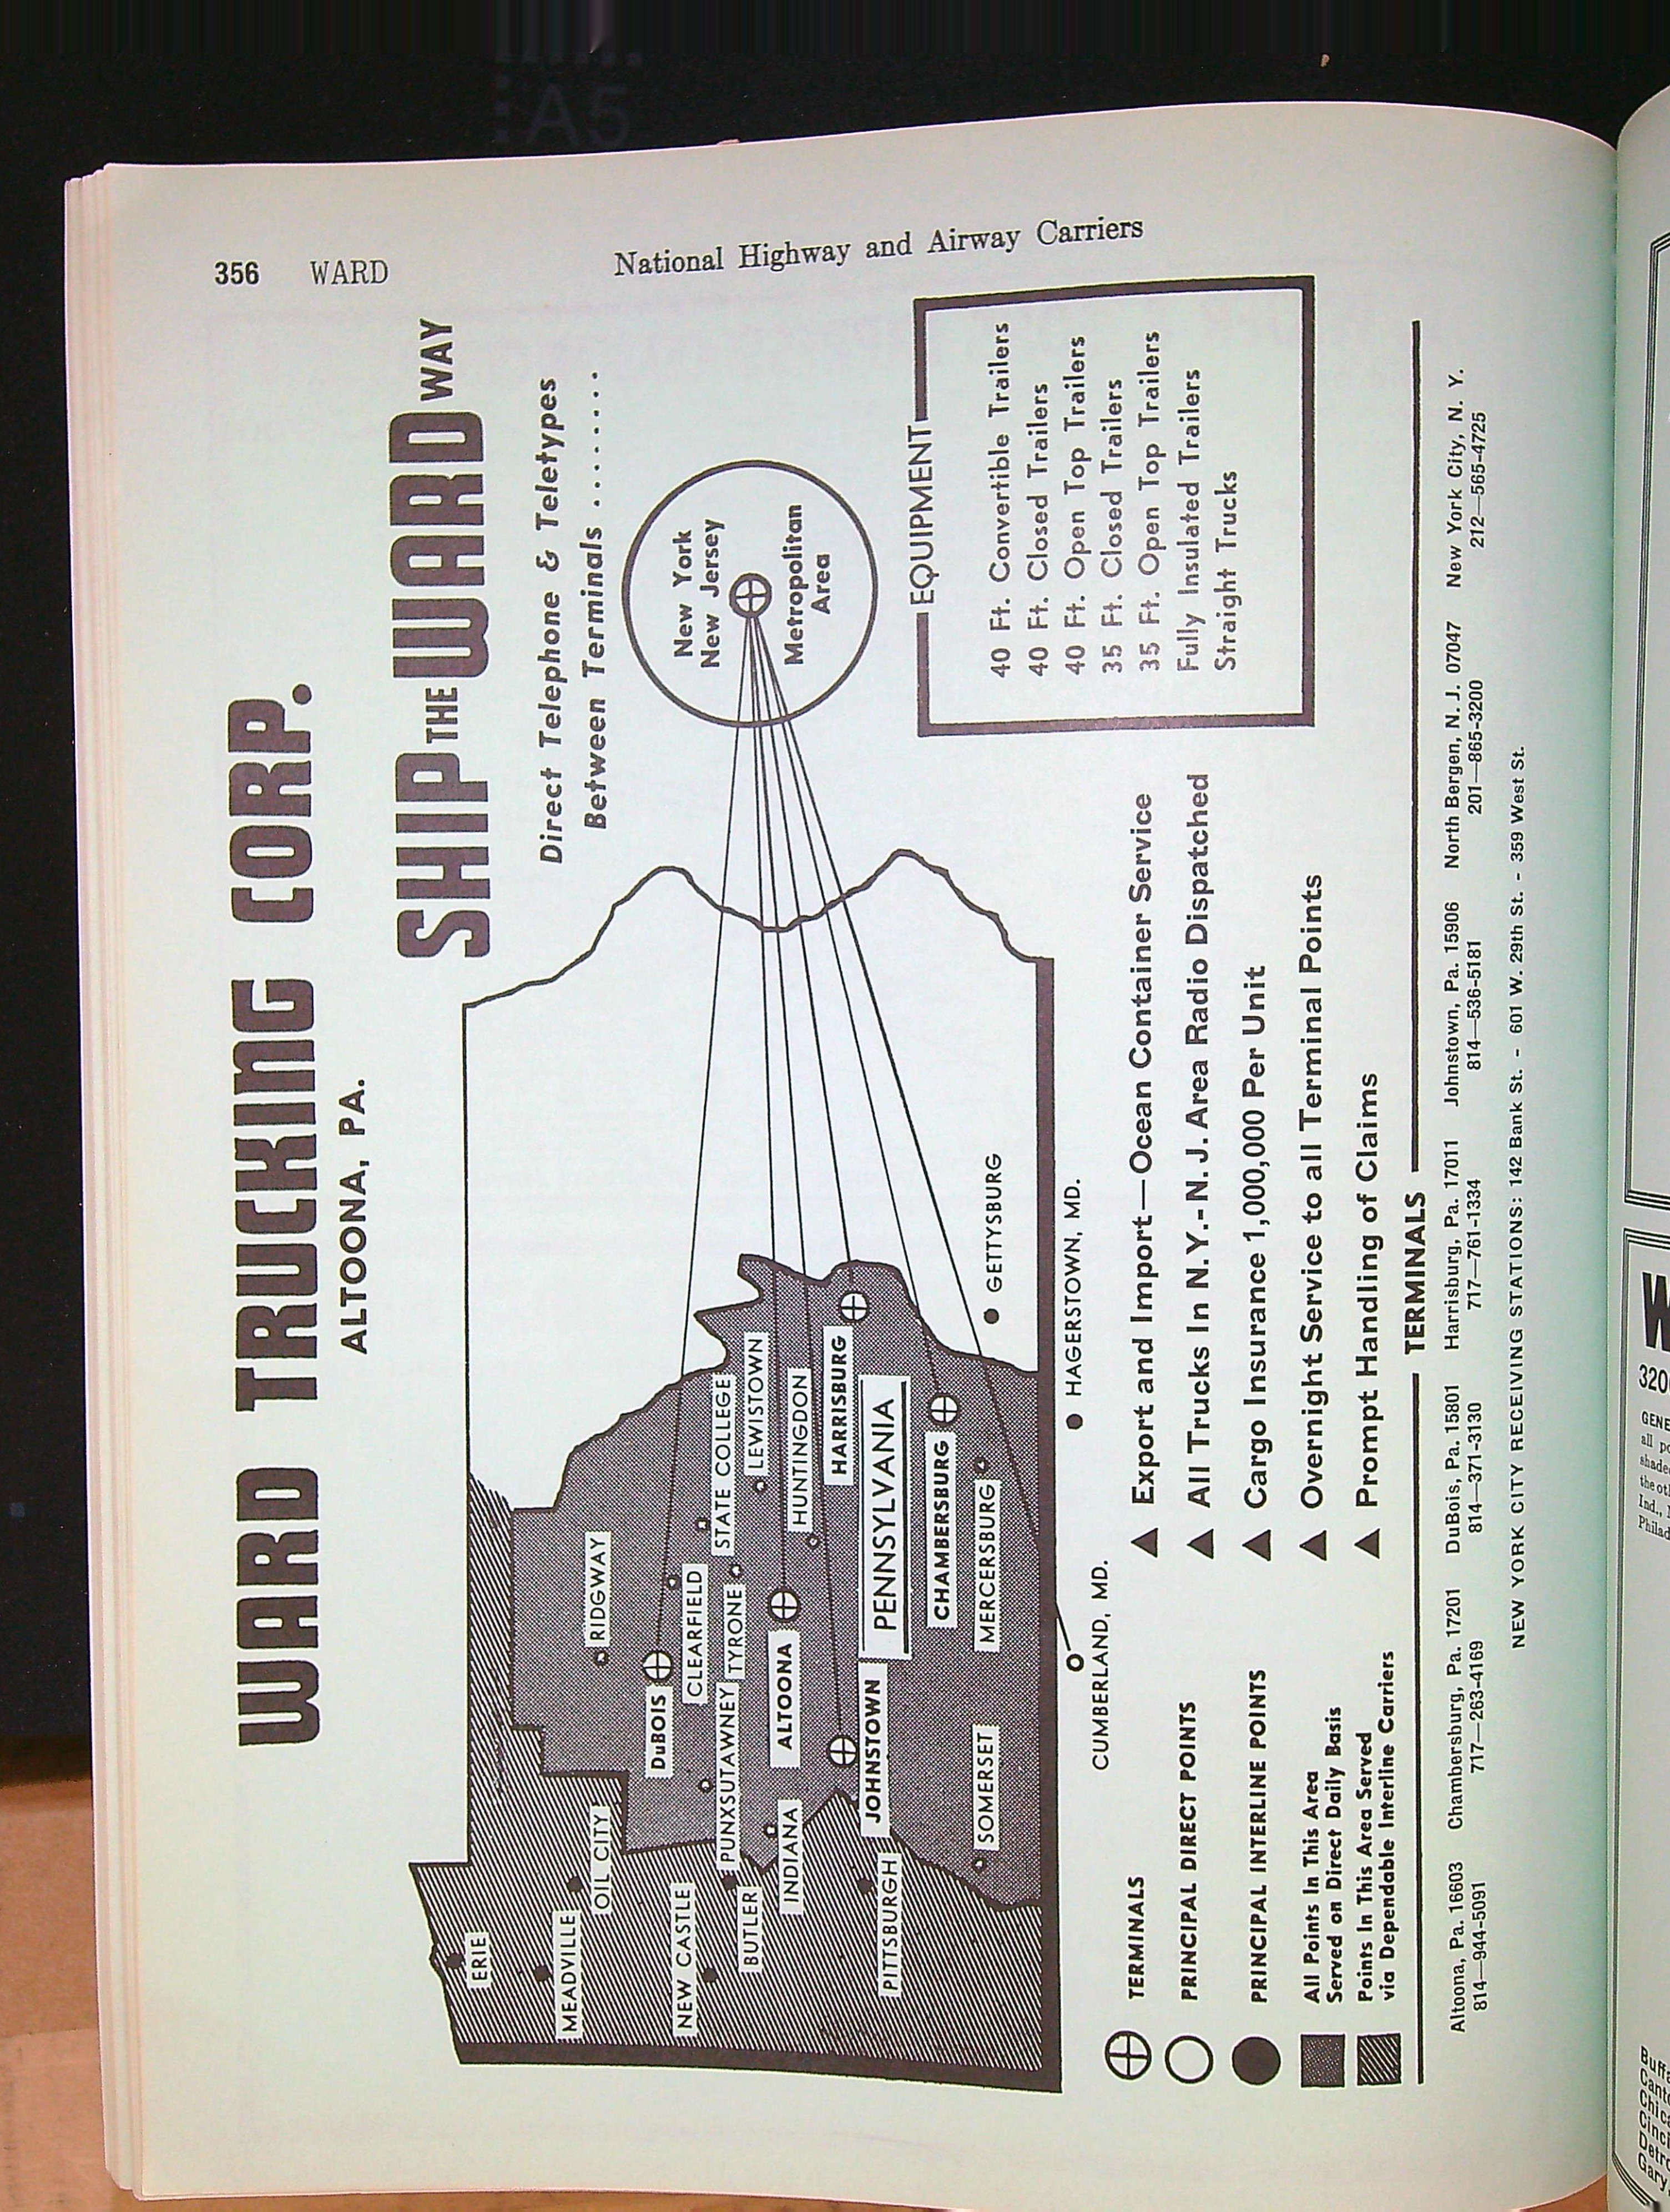 WARD TRUCKING CORP.
ALTOONA, PA.
SHIP THE WARD WAY
Direct Telephone & Teletypes
Between Terminals ........
356 WARD National Highway and Airway Carriers
ERIE
MEADVILLE
OIL CITY
RIDGWAY
DuBOIS
NEW CASTLE
CLEARFIELD
PUNXSUTAWNEY
TYRONE
STATE COLLEGE
BUTLER
LEWISTOWN
INDIANA
ALTOONA
HUNTINGDON
HARRISBURG
JOHNSTOWN
PENNSYLVANIA
PITTSBURGH
CHAMBERSBURG
SOMERSET
MERCERSBURG
GETTYSBURG
HAGERSTOWN, MD.
CUMBERLAND, MD.
New York
New Jersey
Metropolitan
Area
EQUIPMENT
40 Ft. Convertible Trailers
40 Ft. Closed Trailers
40 Ft. Open Top Trailers
35 Ft. Closed Trailers
35 Ft. Open Top Trailers
Fully Insulated Trailers
Straight Trucks
TERMINALS
PRINCIPAL DIRECT POINTS
PRINCIPAL INTERLINE POINTS
All Points In This Area
Served on Direct Daily Basis
Points In This Area Served
via Dependable Interline Carriers
▲ Export and Import—Ocean Container Service
▲ All Trucks In N.Y.-N.J. Area Radio Dispatched
▲ Cargo Insurance 1,000,000 Per Unit
▲ Overnight Service to all Terminal Points
▲ Prompt Handling of Claims
TERMINALS
Altoona, Pa. 16603 Chambersburg, Pa. 17201 DuBois, Pa. 15801 Harrisburg, Pa. 17011 Johnstown, Pa. 15906 North Bergen, N. J. 07047 New York City, N. Y.
814—944-5091 717—263-4169 814—371-3130 717—761-1334 814—536-5181 201—865-3200 212—565-4725
NEW YORK CITY RECEIVING STATIONS: 142 Bank St. - 601 W. 29th St. - 359 West St.